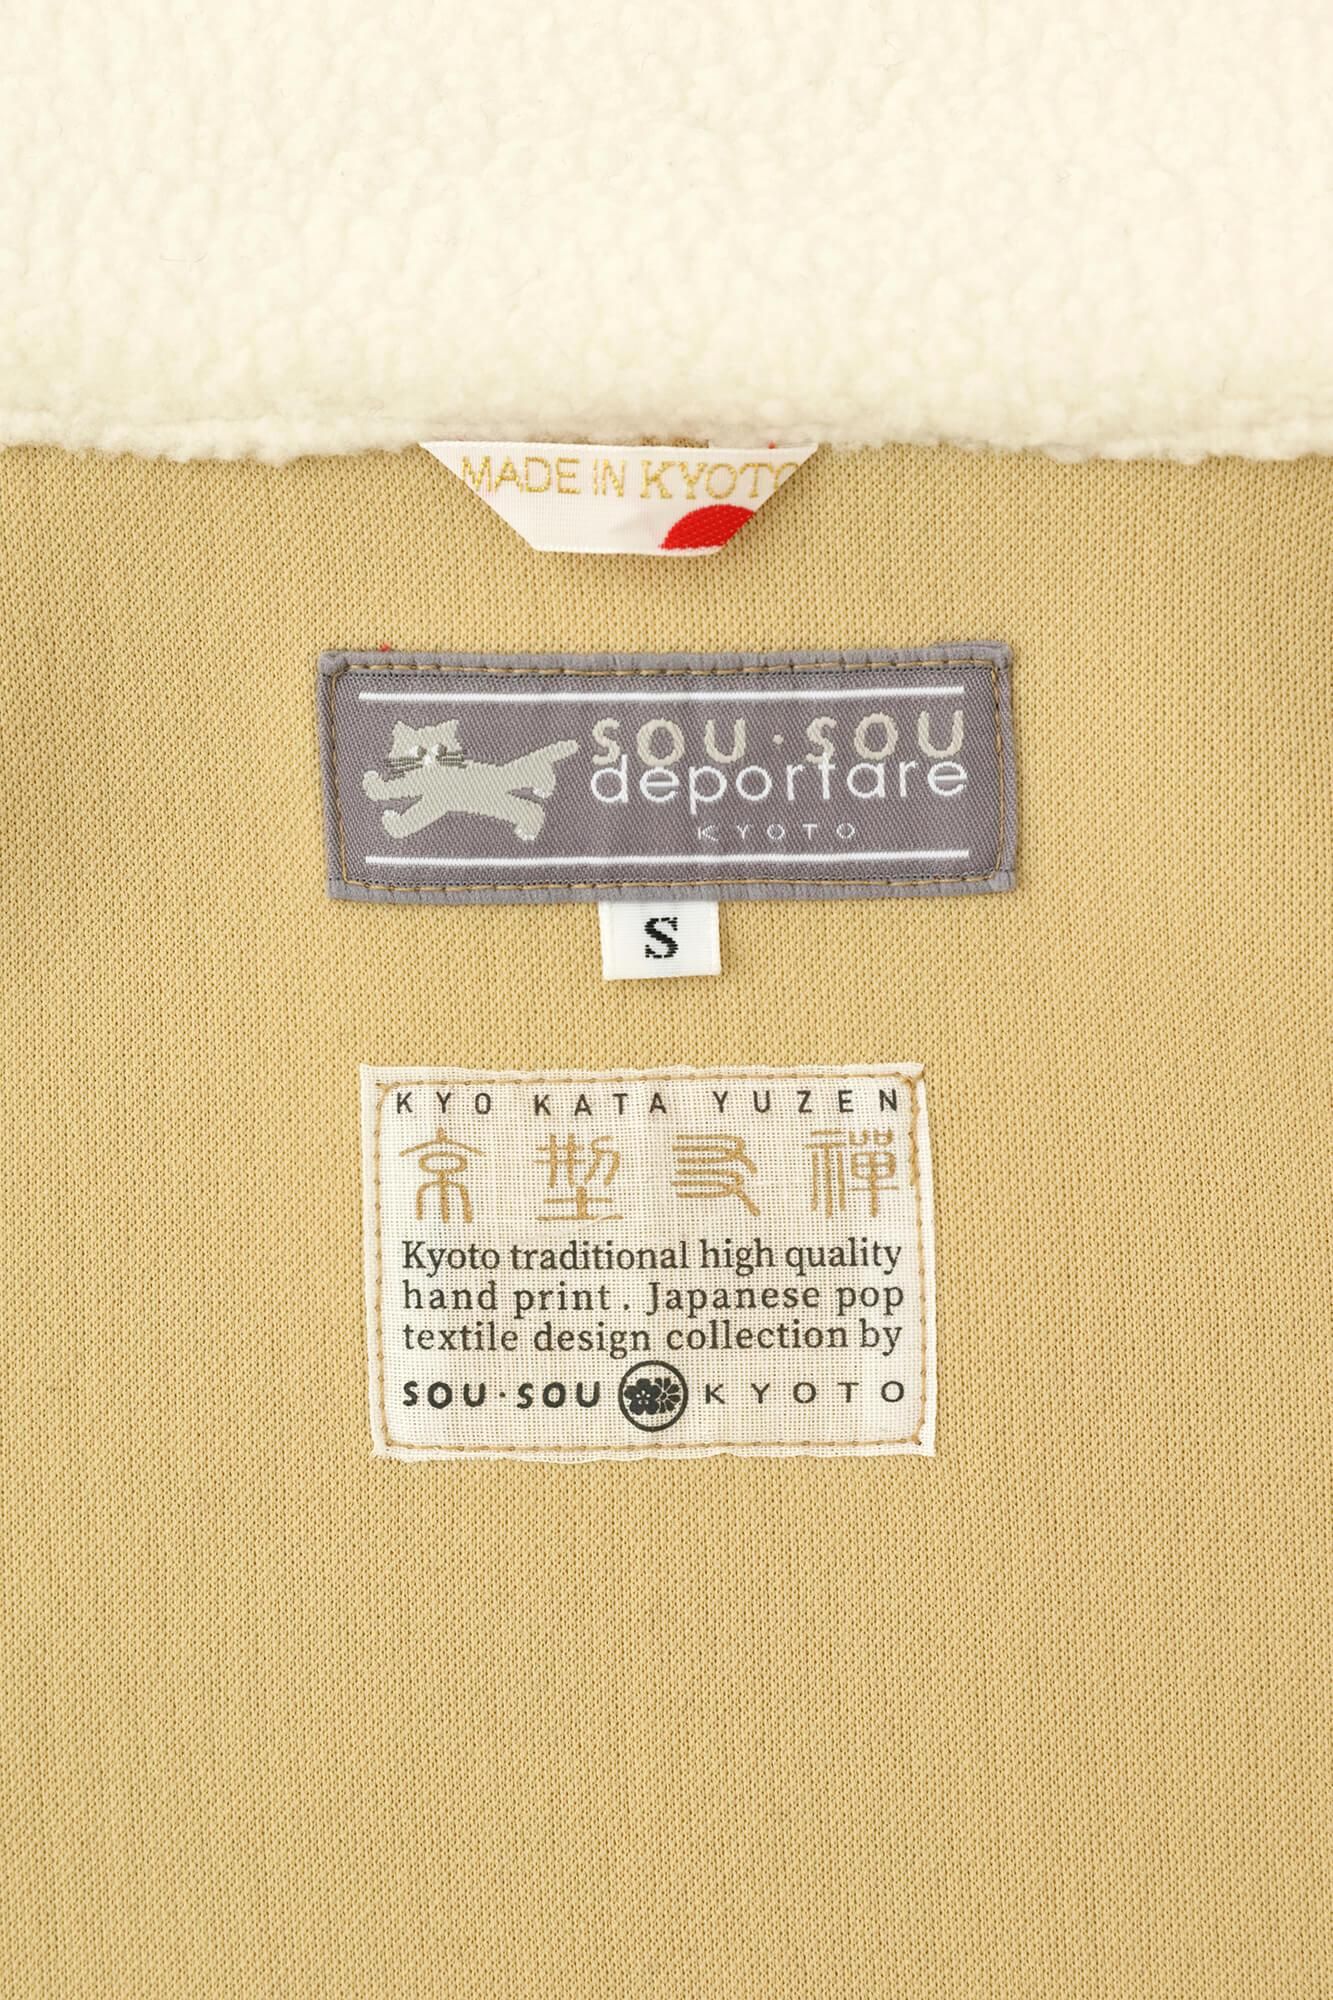 MADE IN KYOTO
SOU・SOU
deportare
KYOTO
S
KYO KATA YUZEN
京型友禅
Kyoto traditional high quality
hand print. Japanese pop
textile design collection by
SOU・SOU KYOTO